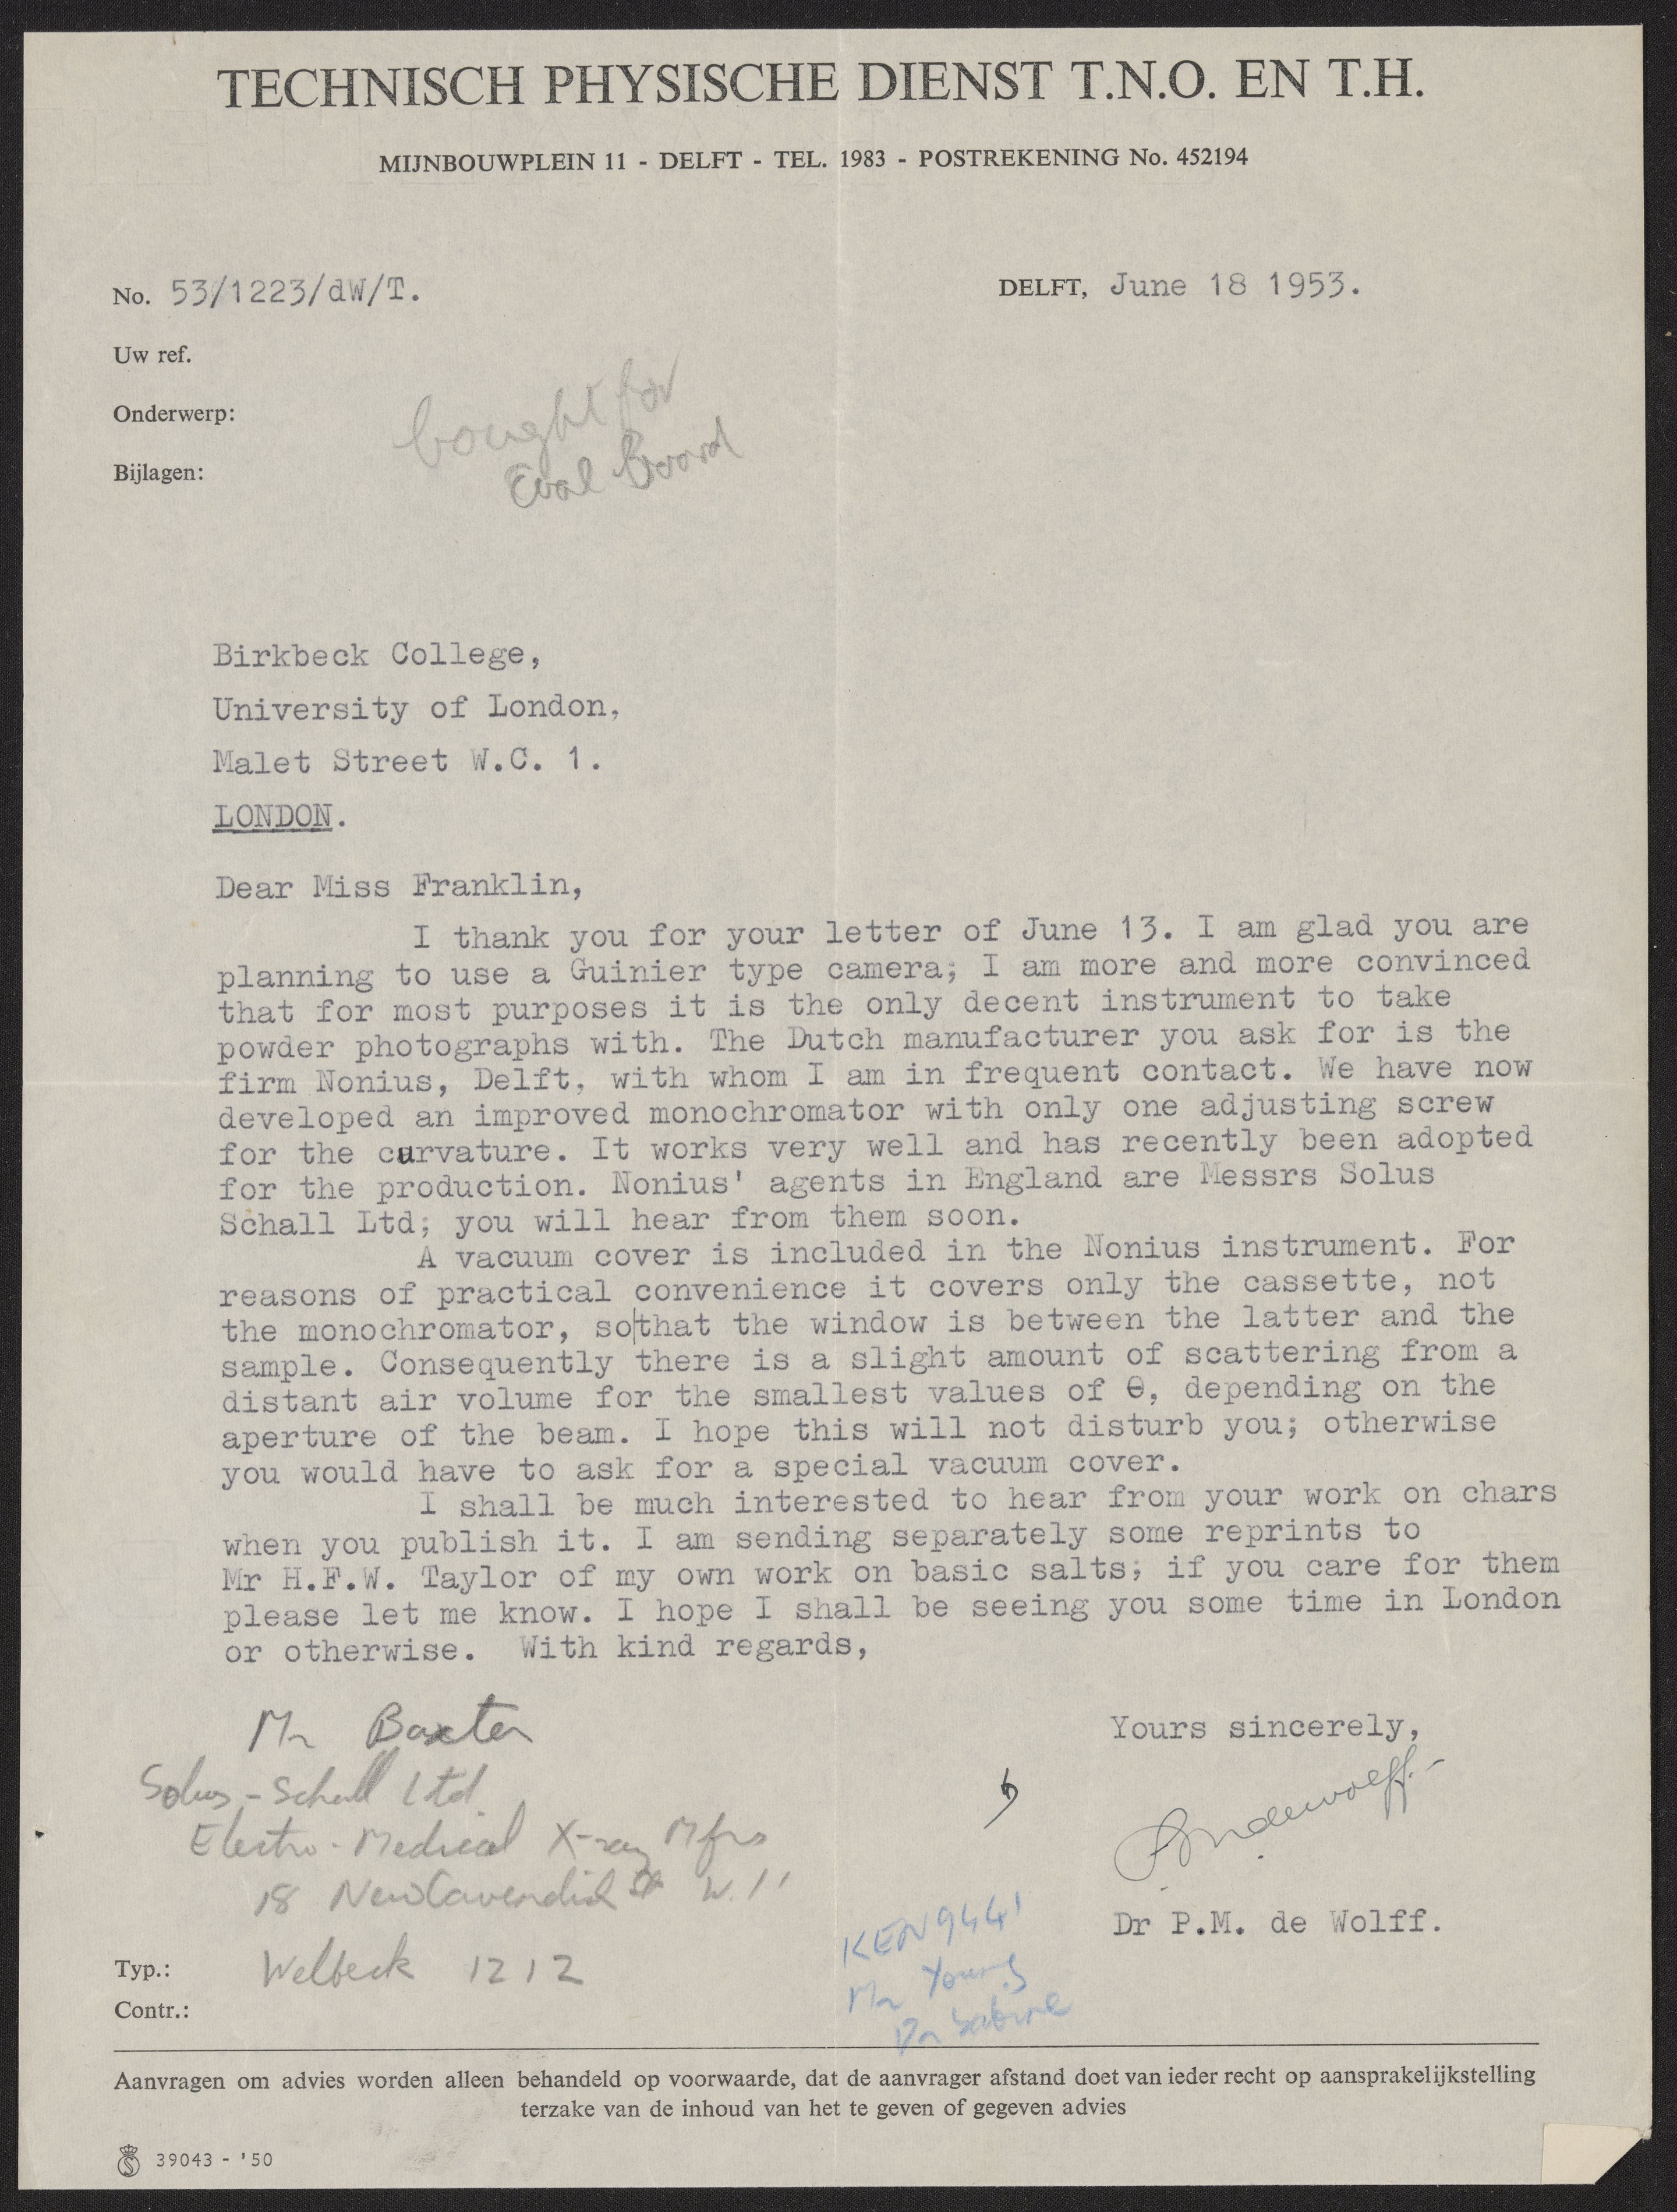 TECHNISCH PHYSISCHE DIENST T.N.O. EN T.H.
MIJNBOUWPLEIN 11 - DELFT - TEL. 1983 - POSTREKENING No. 452194
No. 53/1223/dW/T.
DELFT, June 18 1953.
Uw ref.
Onderwerp:
Bijlagen:
bought for
Board
Birkbeck College,
University of London,
Malet Street W.C. 1.
LONDON.
Dear Miss Franklin,
I thank you for your letter of June 13. I am glad you are
planning to use a Guinier type camera; I am more and more convinced
that for most purposes it is the only decent instrument to take
powder photographs with. The Dutch manufacturer you ask for is the
firm Nonius, Delft, with whom I am in frequent contact. We have now
developed an improved monochromator with only one adjusting screw
for the curvature. It works very well and has recently been adopted
for the production. Nonius' agents in England are Messrs Solus
Schall Ltd; you will hear from them soon.
A vacuum cover is included in the Nonius instrument. For
reasons of practical convenience it covers only the cassette, not
the monochromator, so|that the window is between the latter and the
sample. Consequently there is a slight amount of scattering from a
distant air volume for the smallest values of θ, depending on the
aperture of the beam. I hope this will not disturb you; otherwise
you would have to ask for a special vacuum cover.
I shall be much interested to hear from your work on chars
when you publish it. I am sending separately some reprints to
Mr H.F.W. Taylor of my own work on basic salts; if you care for them
please let me know. I hope I shall be seeing you some time in London
or otherwise. With kind regards,
Yours sincerely,
Mr Baxter
Solus-Schall Ltd.
Electro-Medical X-ray Mfrs
18 New Cavendish St W.1
Pmdewolff.
Dr P.M. de Wolff.
KEN 9441
Mr Young
Dr Sabine
Welbeck 1212
Typ.:
Contr.:
Aanvragen om advies worden alleen behandeld op voorwaarde, dat de aanvrager afstand doet van ieder recht op aansprakelijkstelling
terzake van de inhoud van het te geven of gegeven advies
39043 - '50